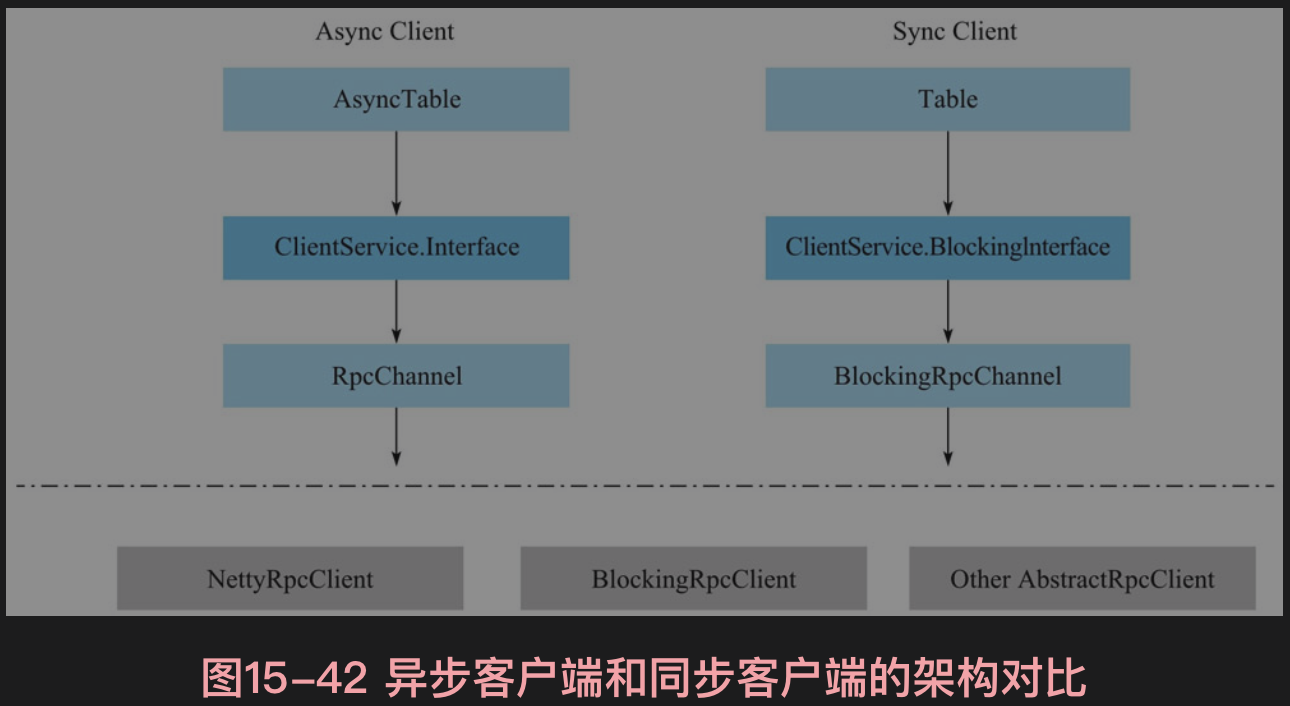 Async Client
Sync Client
AsyncTable
Table
ClientService.Interface
ClientService.BlockingInterface
RpcChannel
BlockingRpcChannel
NettyRpcClient
BlockingRpcClient
Other AbstractRpcClient
图15-42 异步客户端和同步客户端的架构对比